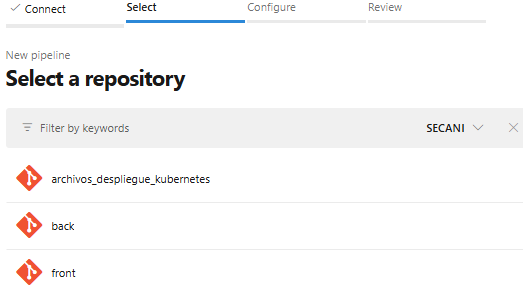 Connect Select Configure Review
New pipeline
Select a repository
Filter by keywords SECANI
archivos_despliegue_kubernetes
back
front